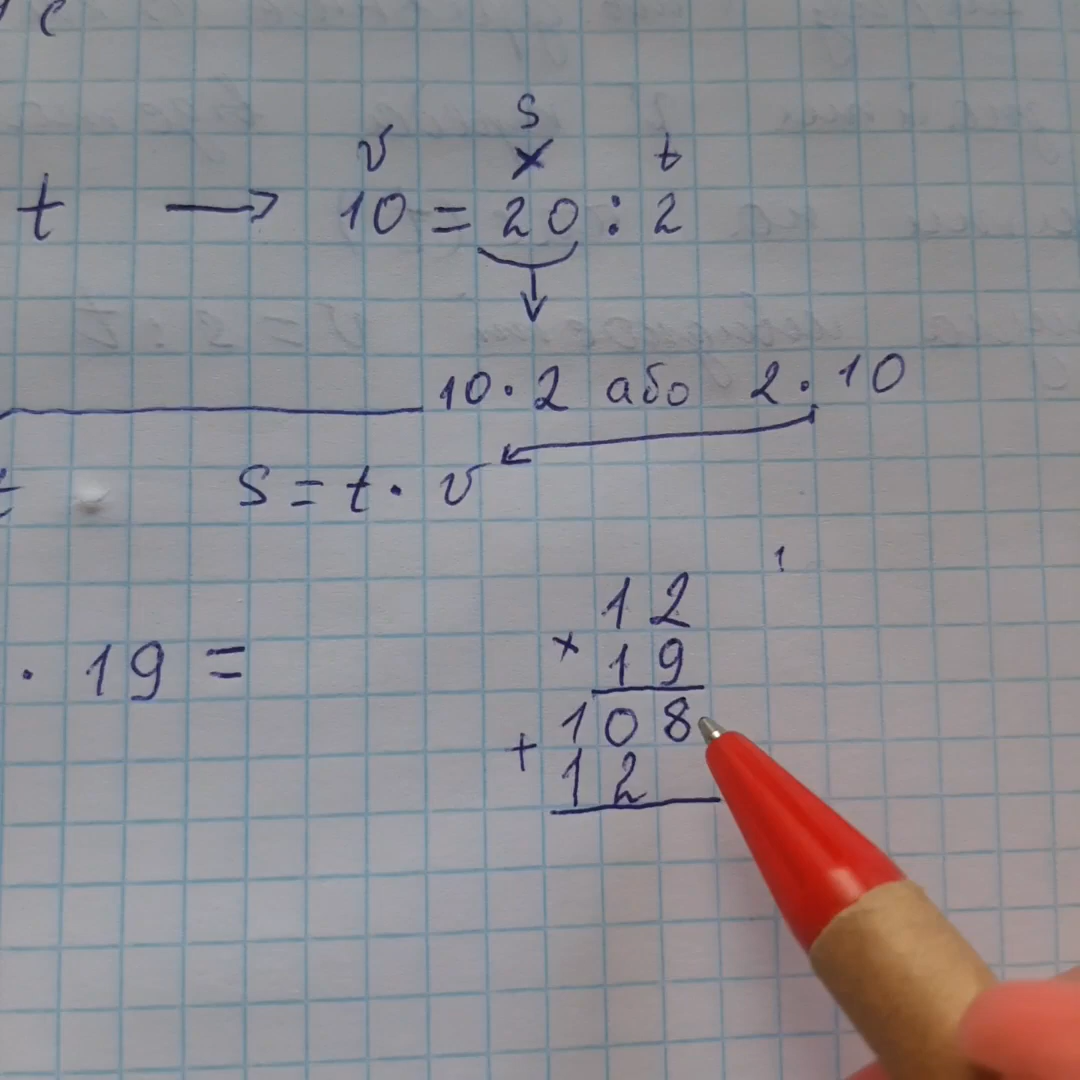 s
v x t
t → 10 = 20 : 2
10 · 2 або 2 · 10
s = t · v
1
12
· 19 = × 19
108
+ 12